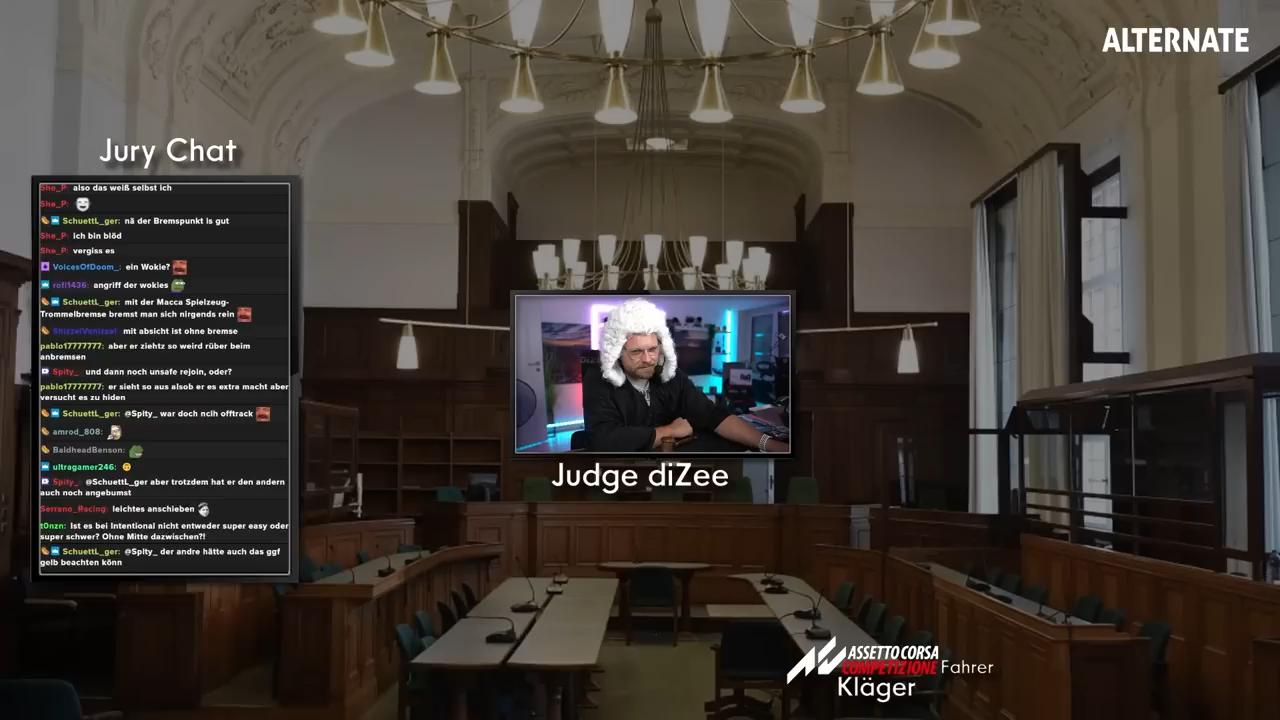 ALTERNATE
Jury Chat
She_P: also das weiß selbst ich
She_P:
SchuettL_ger: nä der Bremspunkt is gut
She_P: ich bin blöd
She_P: vergiss es
VoicesOfDoom_: ein Wokie?
rofl1436: angriff der wokies
SchuettL_ger: mit der Macca Spielzeug-
Trommelbremse bremst man sich nirgends rein
mit absicht ist ohne bremse
pablo17777777: aber er ziehtz so weird rüber beim
anbremsen
Spity_ und dann noch unsafe rejoin, oder?
pablo17777777: er sieht so aus alsob er es extra macht aber
versucht es zu hiden
SchuettL_ger: @Spity_ war doch ncih offtrack
amrod_808:
BaldheadBenson:
ultragamer246:
Spity_: @SchuettL_ger aber trotzdem hat er den andern
auch noch angebumst
Serrano_Racing: leichtes anschieben
t0nzn: Ist es bei Intentional nicht entweder super easy oder
super schwer? Ohne Mitte dazwischen?!
SchuettL_ger: @Spity_ der andre hätte auch das ggf
gelb beachten könn
Judge diZee
ASSETTO CORSA
COMPETIZIONE Fahrer
Kläger